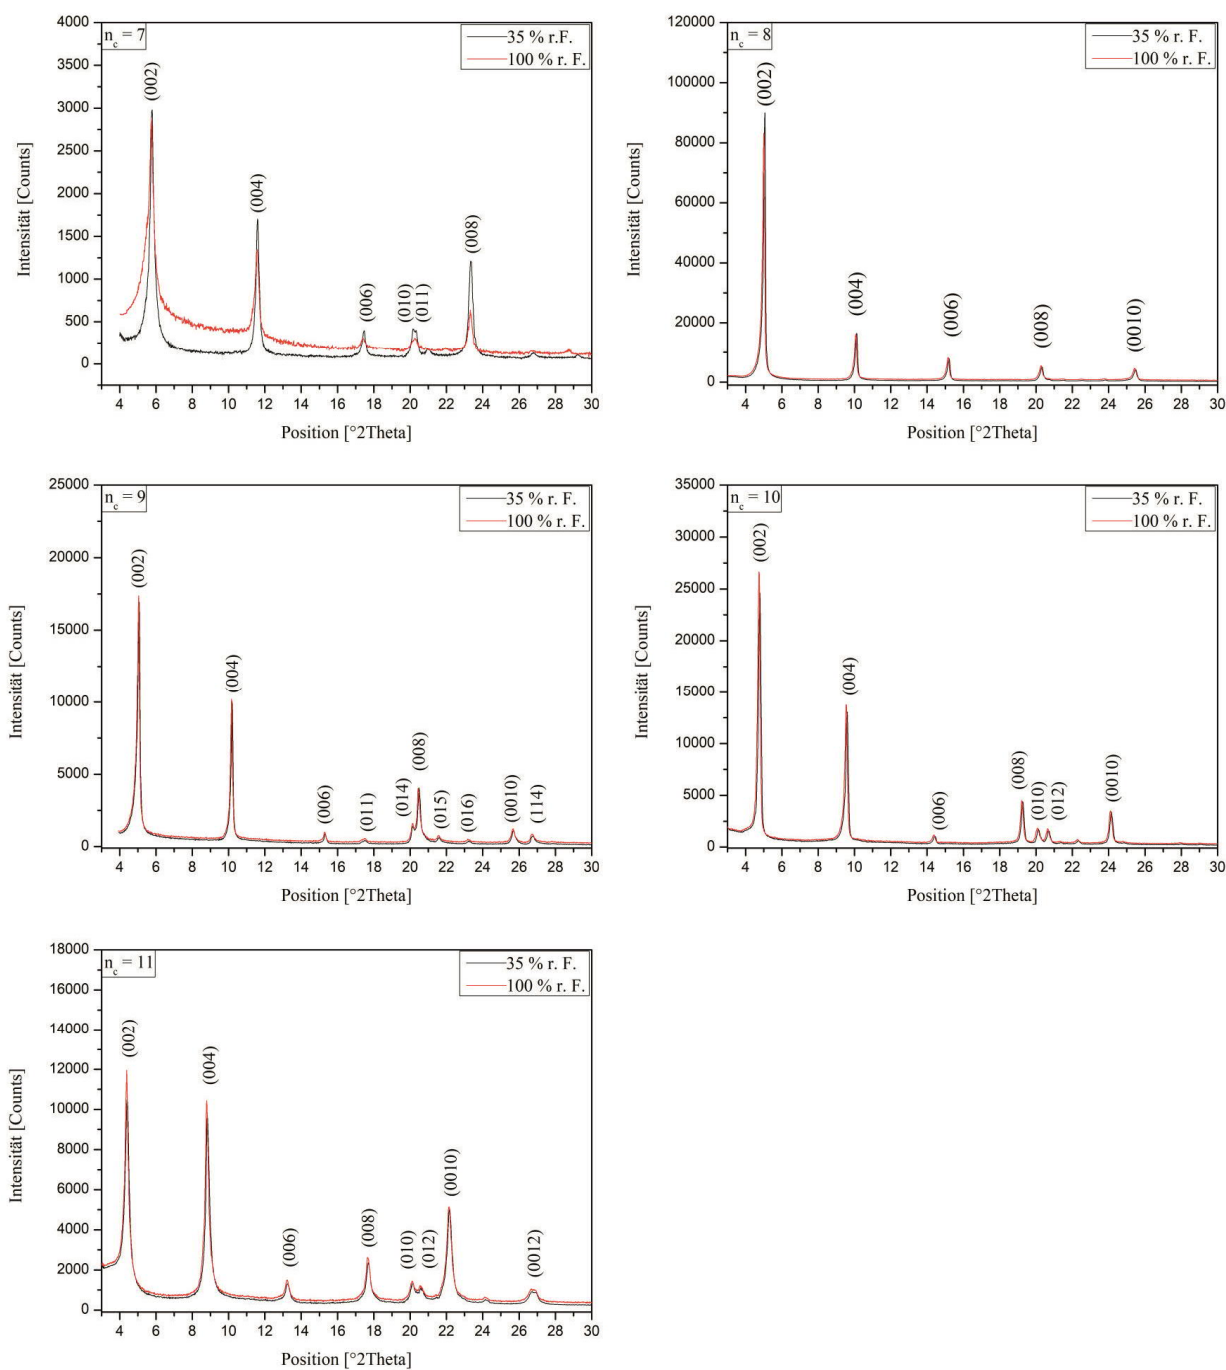 n_c = 7
35 % r.F.
100 % r. F.
4000
3500
3000
2500
2000
1500
1000
500
0
Intensität [Counts]
(002)
(004)
(006)
(010)
(011)
(008)
4 6 8 10 12 14 16 18 20 22 24 26 28 30
Position [°2Theta]
n_c = 8
35 % r. F.
100 % r. F.
120000
100000
80000
60000
40000
20000
0
Intensität [Counts]
(002)
(004)
(006)
(008)
(0010)
4 6 8 10 12 14 16 18 20 22 24 26 28 30
Position [°2Theta]
n_c = 9
35 % r. F.
100 % r. F.
25000
20000
15000
10000
5000
0
Intensität [Counts]
(002)
(004)
(006)
(011)
(014)
(008)
(015)
(016)
(0010)
(114)
4 6 8 10 12 14 16 18 20 22 24 26 28 30
Position [°2Theta]
n_c = 10
35 % r. F.
100 % r. F.
35000
30000
25000
20000
15000
10000
5000
0
Intensität [Counts]
(002)
(004)
(006)
(008)
(010)
(012)
(0010)
4 6 8 10 12 14 16 18 20 22 24 26 28 30
Position [°2Theta]
n_c = 11
35 % r. F.
100 % r. F.
18000
16000
14000
12000
10000
8000
6000
4000
2000
0
Intensität [Counts]
(002)
(004)
(006)
(008)
(010)
(012)
(0010)
(0012)
4 6 8 10 12 14 16 18 20 22 24 26 28 30
Position [°2Theta]